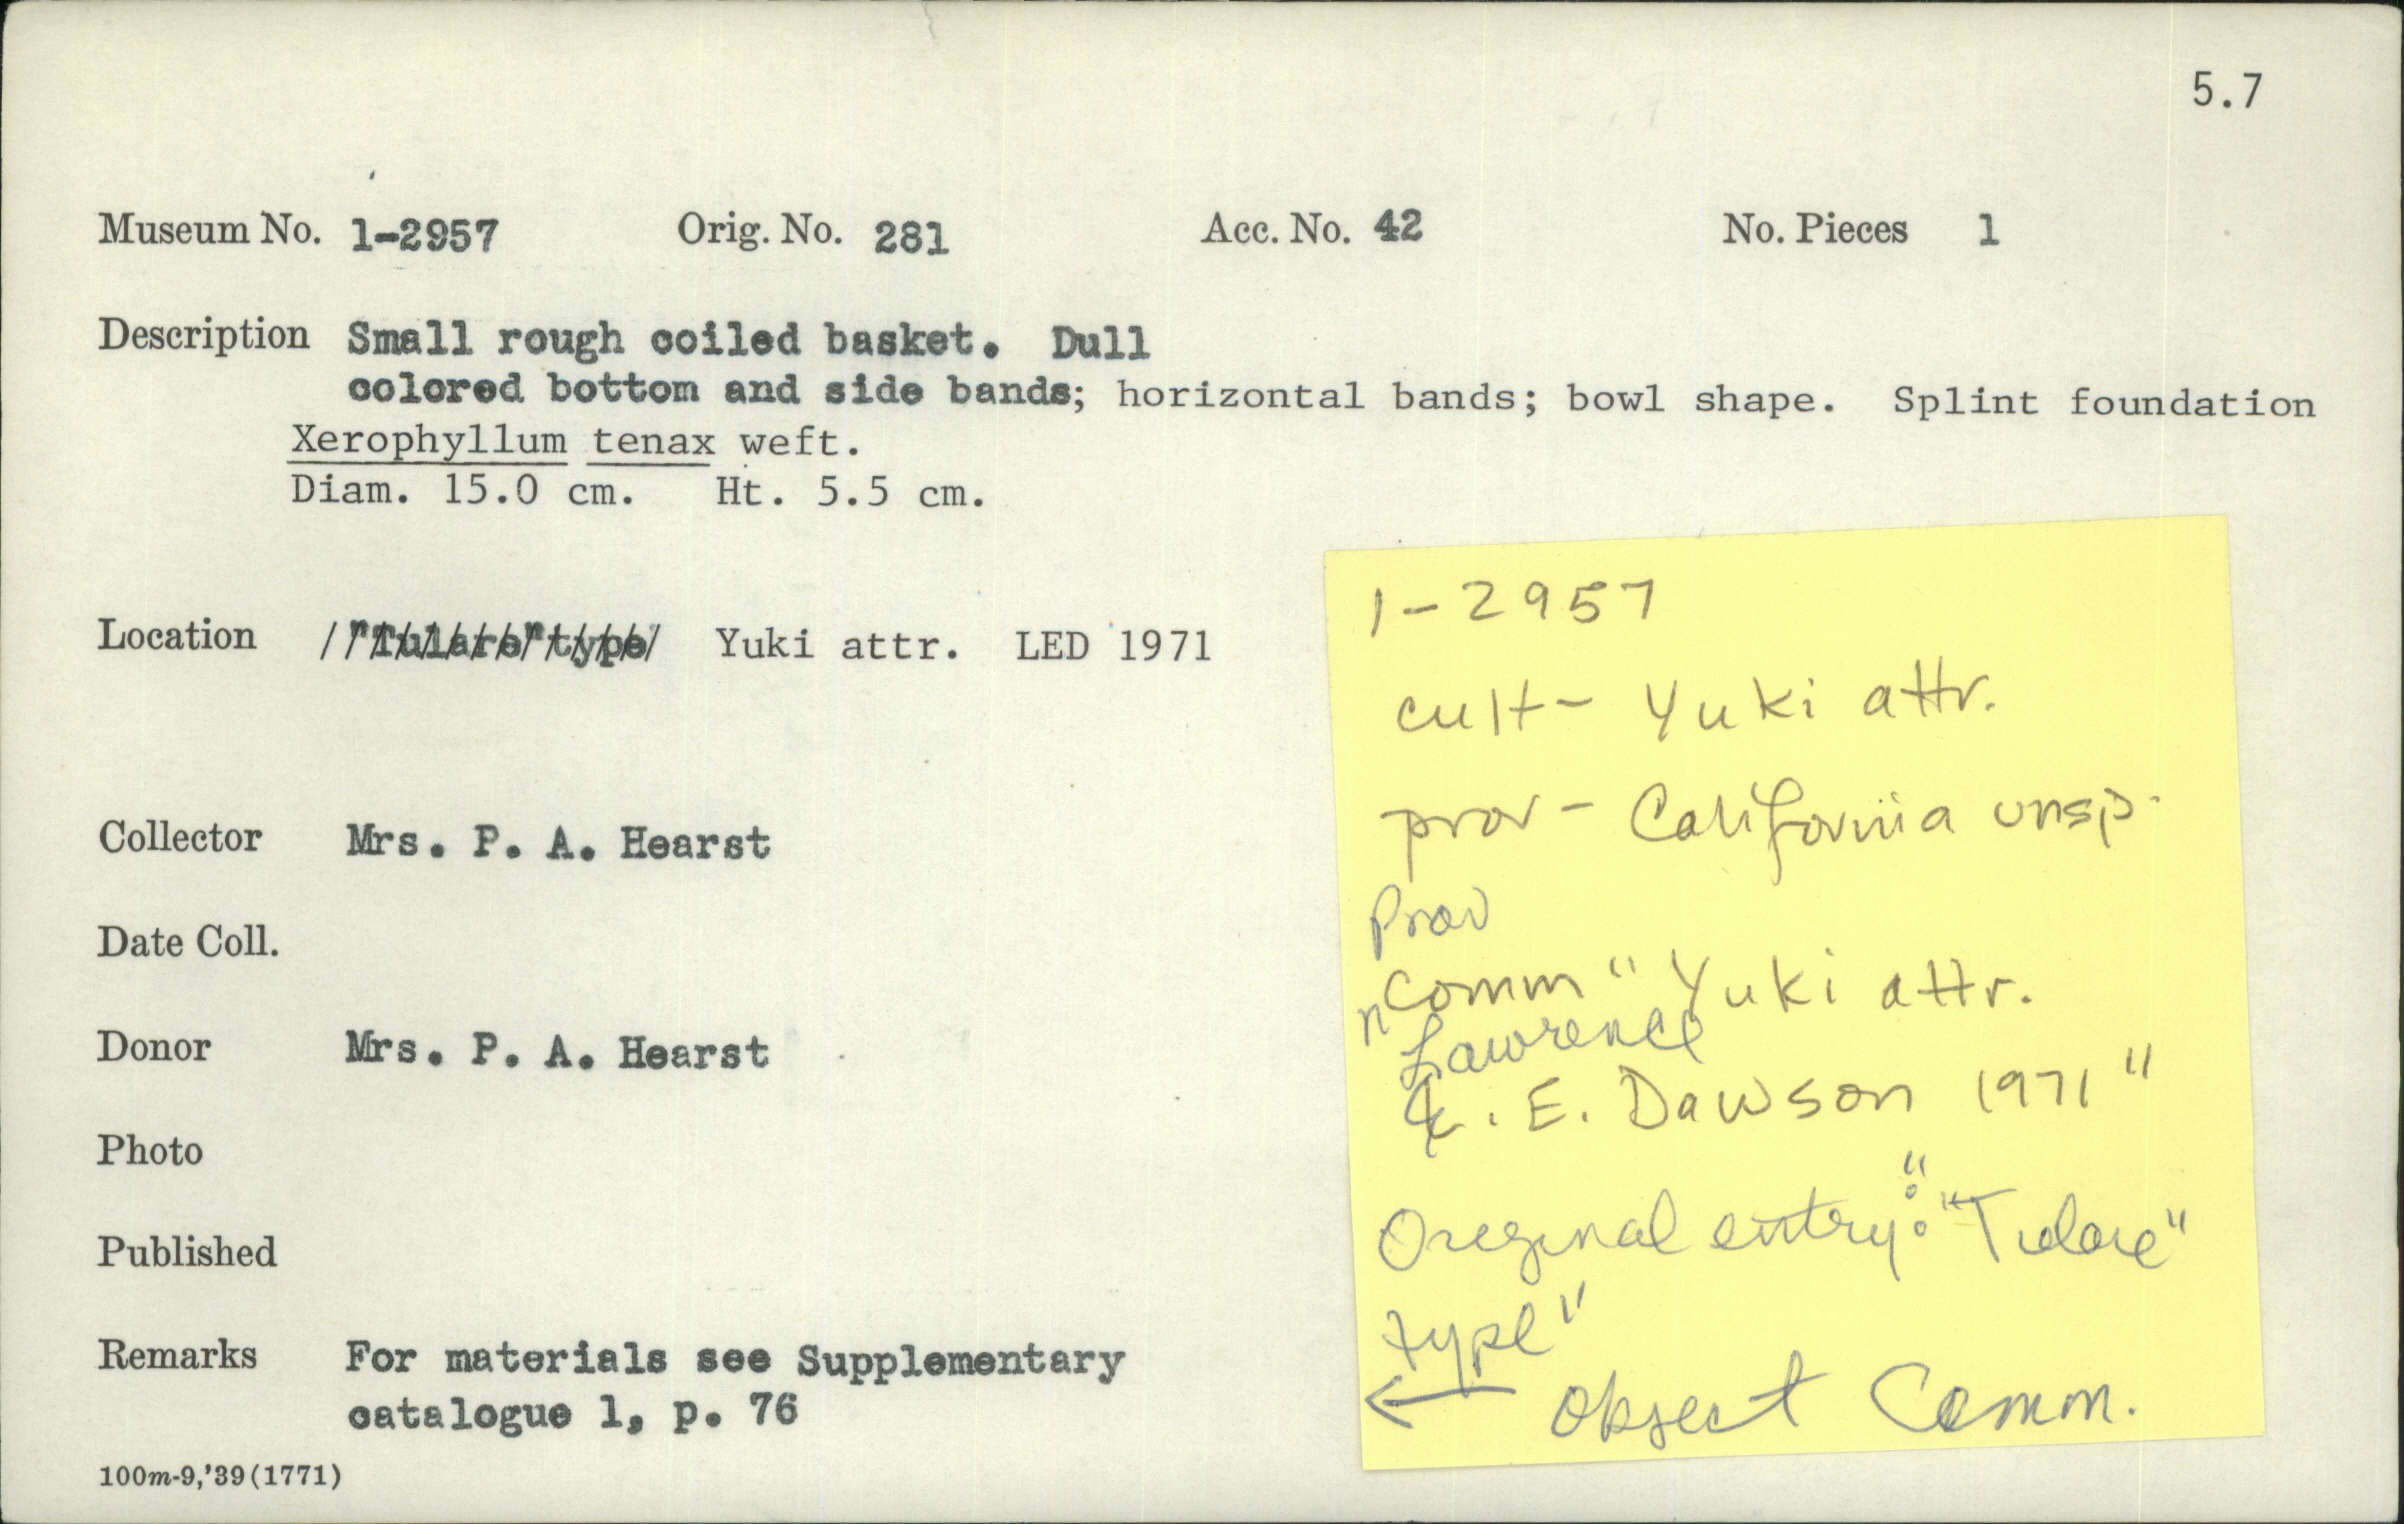 5.7
Museum No. 1-2957 Orig. No. 281 Acc. No. 42 No. Pieces 1
Description Small rough coiled basket. Dull
colored bottom and side bands; horizontal bands; bowl shape. Splint foundation
Xerophyllum tenax weft.
Diam. 15.0 cm. Ht. 5.5 cm.
Location "Tulare" type Yuki attr. LED 1971
Collector Mrs. P. A. Hearst
Date Coll.
Donor Mrs. P. A. Hearst
Photo
Published
Remarks For materials see Supplementary
catalogue 1, p. 76
100m-9,'39(1771)
1-2957
cult- Yuki attr.
prov- California unsp.
Prov
Comm "Yuki attr.
Lawrence
E. Dawson 1971"
Original entry: "Tulare"
type"
← Object Comm.